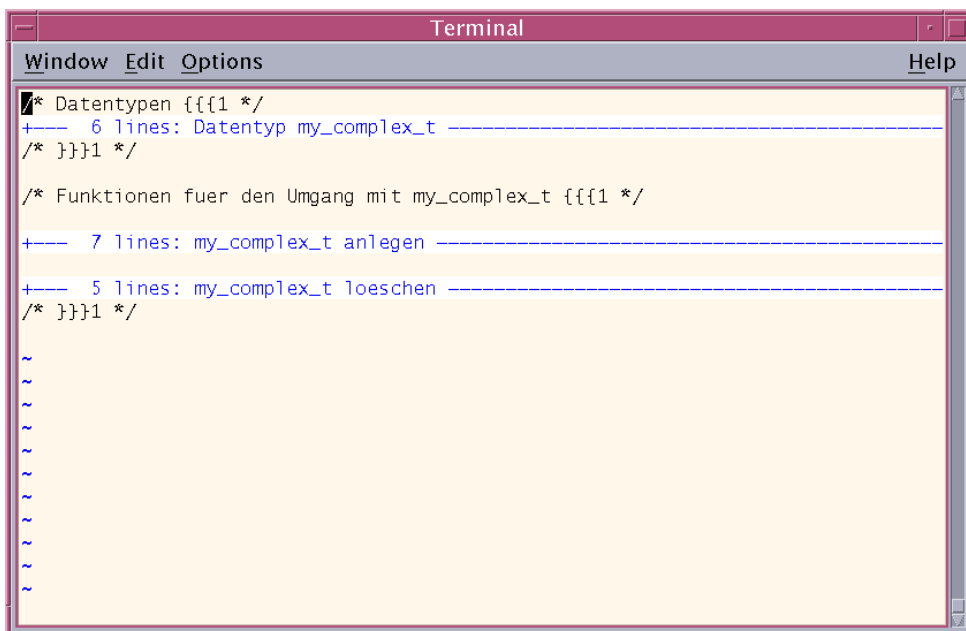 Terminal
Window Edit Options Help
/* Datentypen {{{1 */
+---  6 lines: Datentyp my_complex_t ------------------------------------------
/* }}}1 */
/* Funktionen fuer den Umgang mit my_complex_t {{{1 */
+---  7 lines: my_complex_t anlegen -------------------------------------------
+---  5 lines: my_complex_t loeschen ------------------------------------------
/* }}}1 */
~
~
~
~
~
~
~
~
~
~
~